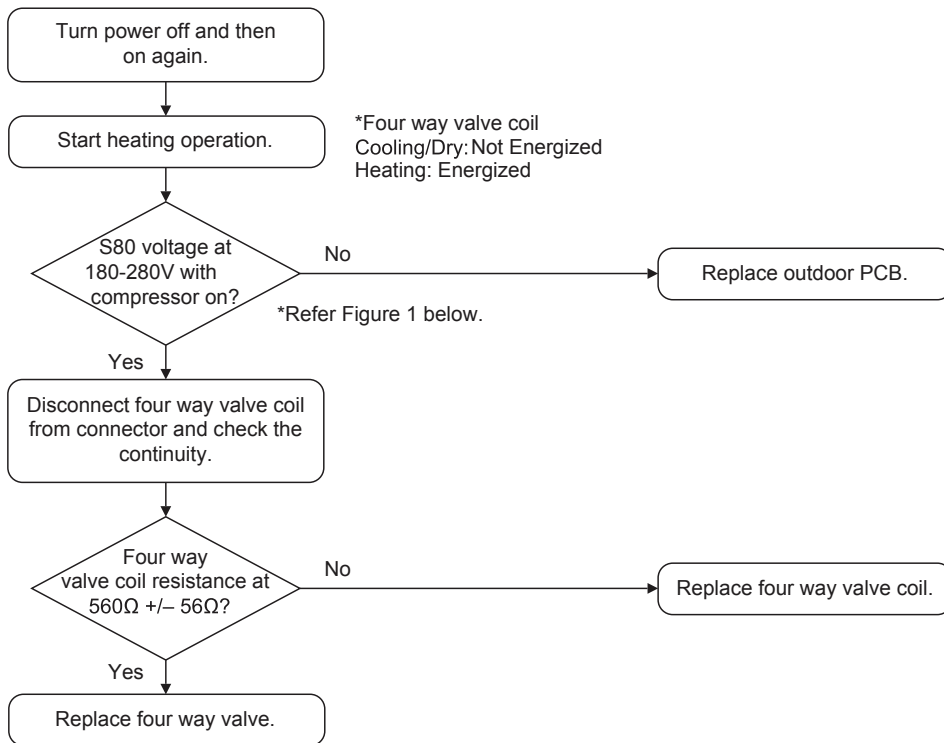 Turn power off and then
on again.
Start heating operation.
*Four way valve coil
Cooling/Dry: Not Energized
Heating: Energized
S80 voltage at
180-280V with
compressor on?
No
Replace outdoor PCB.
*Refer Figure 1 below.
Yes
Disconnect four way valve coil
from connector and check the
continuity.
Four way
valve coil resistance at
560Ω +/– 56Ω?
No
Replace four way valve coil.
Yes
Replace four way valve.